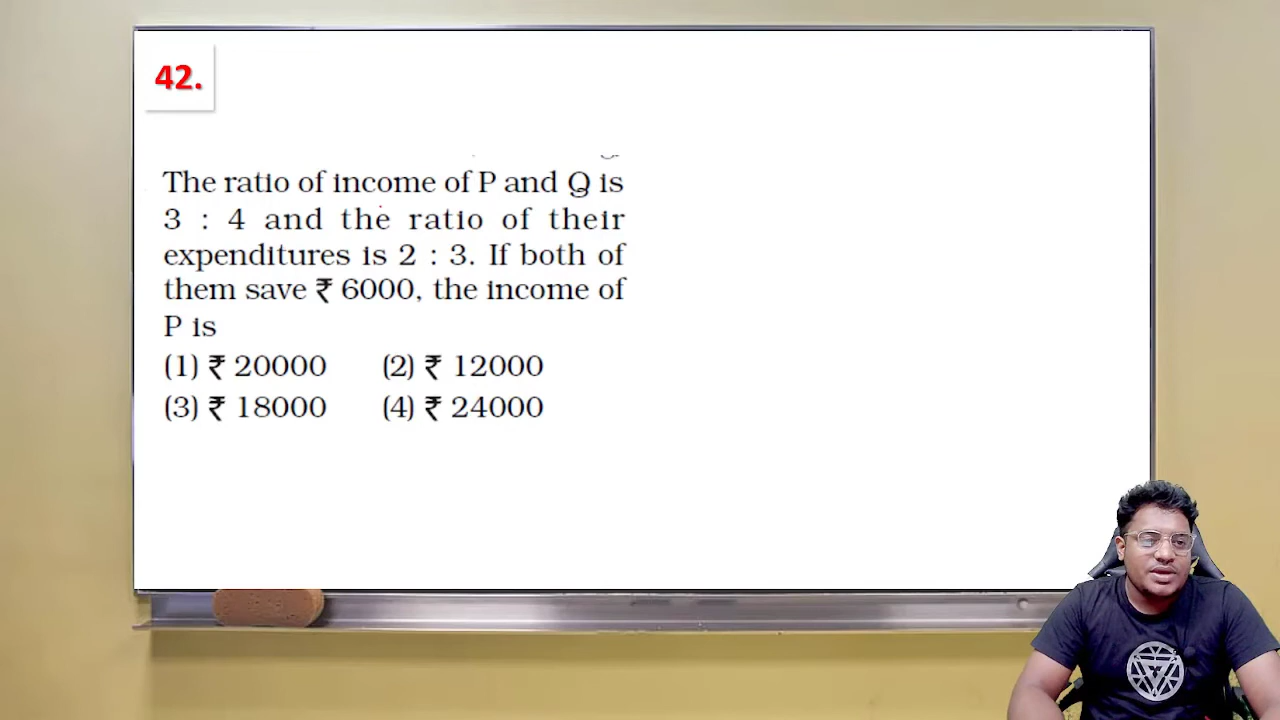 42.
The ratio of income of P and Q is
3 : 4 and the ratio of their
expenditures is 2 : 3. If both of
them save ₹ 6000, the income of
P is
(1) ₹ 20000 (2) ₹ 12000
(3) ₹ 18000 (4) ₹ 24000